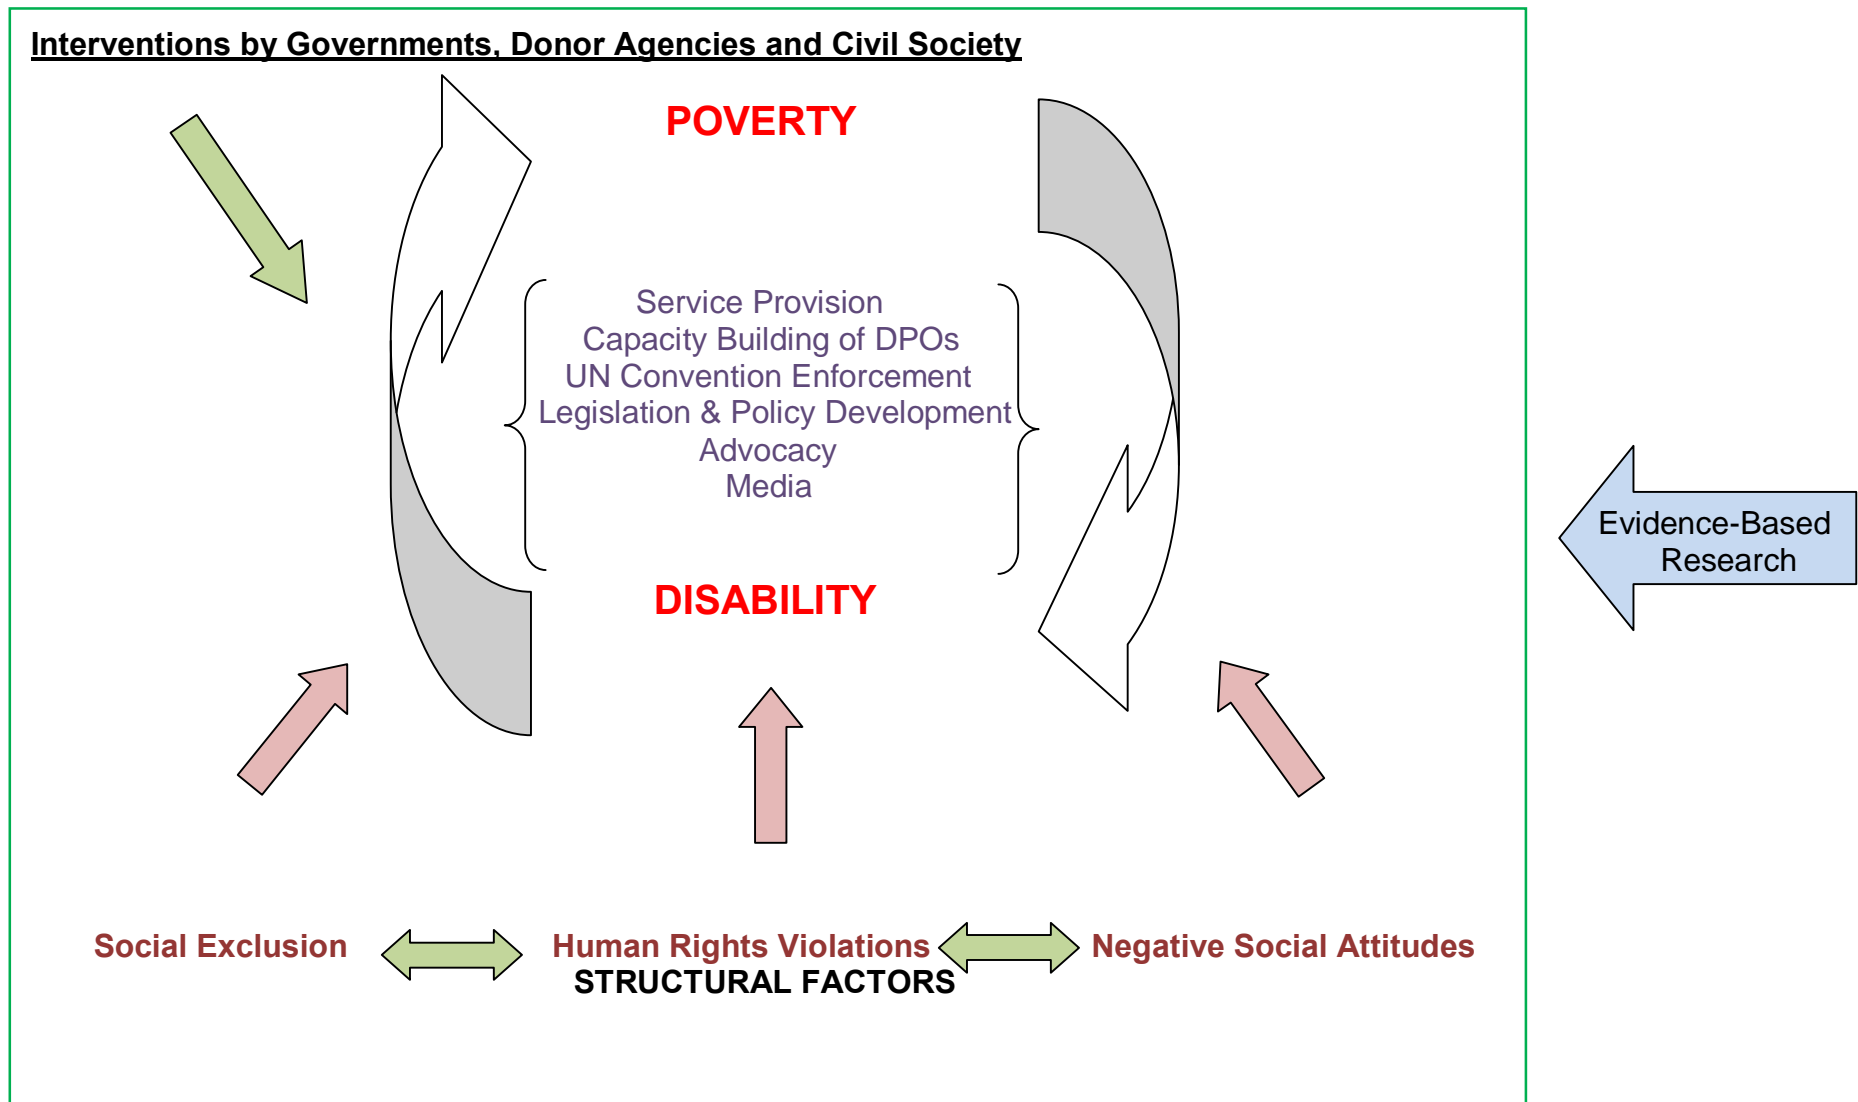 Interventions by Governments, Donor Agencies and Civil Society
POVERTY
Service Provision
Capacity Building of DPOs
UN Convention Enforcement
Legislation & Policy Development
Advocacy
Media
Evidence-Based
Research
DISABILITY
Social Exclusion
Human Rights Violations
Negative Social Attitudes
STRUCTURAL FACTORS